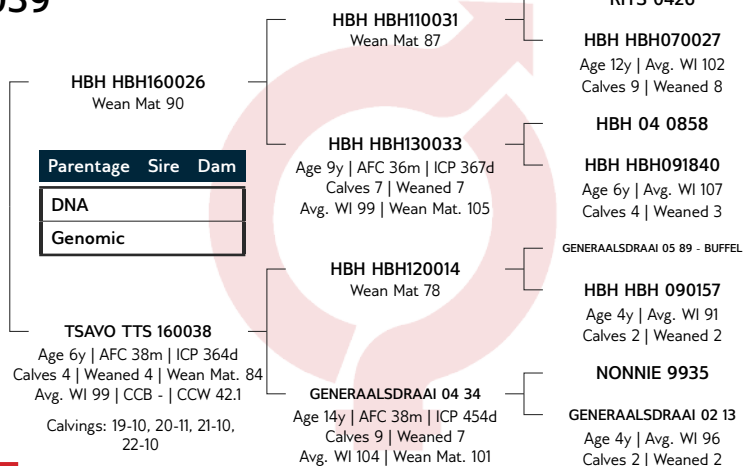 HBH HBH160026
Wean Mat 90
Parentage Sire Dam
DNA
Genomic
TSAVO TTS 160038
Age 6y | AFC 38m | ICP 364d
Calves 4 | Weaned 4 | Wean Mat. 84
Avg. WI 99 | CCB - | CCW 42.1
Calvings: 19-10, 20-11, 21-10,
22-10
HBH HBH110031
Wean Mat 87
HBH HBH130033
Age 9y | AFC 36m | ICP 367d
Calves 7 | Weaned 7
Avg. WI 99 | Wean Mat. 105
HBH HBH120014
Wean Mat 78
GENERAALSDRAAI 04 34
Age 14y | AFC 38m | ICP 454d
Calves 9 | Weaned 7
Avg. WI 104 | Wean Mat. 101
HBH HBH070027
Age 12y | Avg. WI 102
Calves 9 | Weaned 8
HBH 04 0858
HBH HBH091840
Age 6y | Avg. WI 107
Calves 4 | Weaned 3
GENERAALSDRAAI 05 89 - BUFFEL
HBH HBH 090157
Age 4y | Avg. WI 91
Calves 2 | Weaned 2
NONNIE 9935
GENERAALSDRAAI 02 13
Age 4y | Avg. WI 96
Calves 2 | Weaned 2